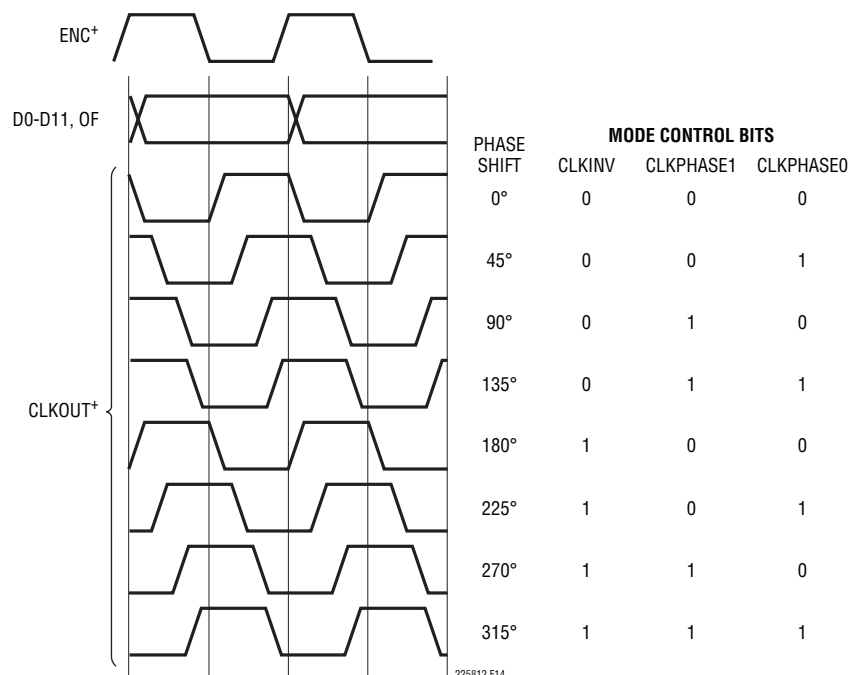 ENC+
D0-D11, OF
PHASE SHIFT
MODE CONTROL BITS
CLKINV CLKPHASE1 CLKPHASE0
0° 0 0 0
45° 0 0 1
90° 0 1 0
135° 0 1 1
CLKOUT+
180° 1 0 0
225° 1 0 1
270° 1 1 0
315° 1 1 1
225812 F14